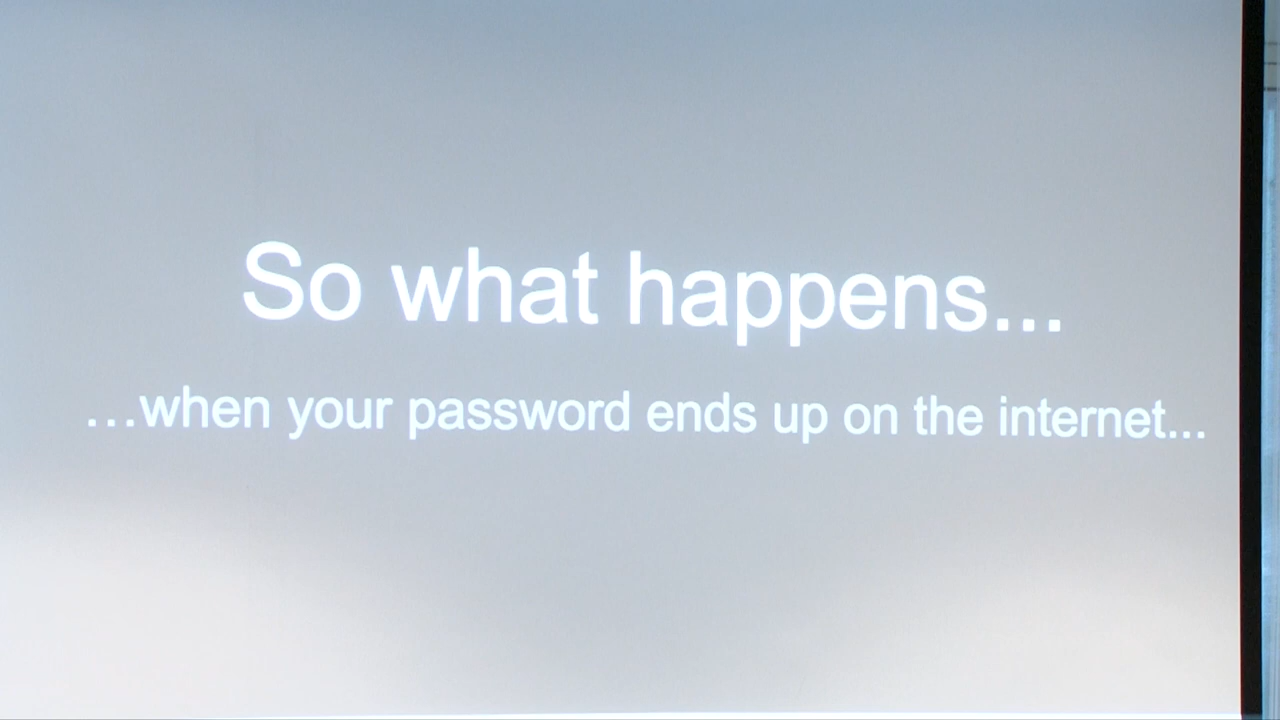 So what happens...
...when your password ends up on the internet...